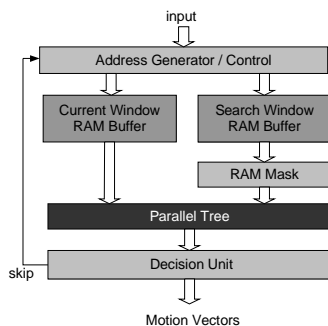 input
Address Generator / Control
Current Window
RAM Buffer
Search Window
RAM Buffer
RAM Mask
Parallel Tree
Decision Unit
skip
Motion Vectors